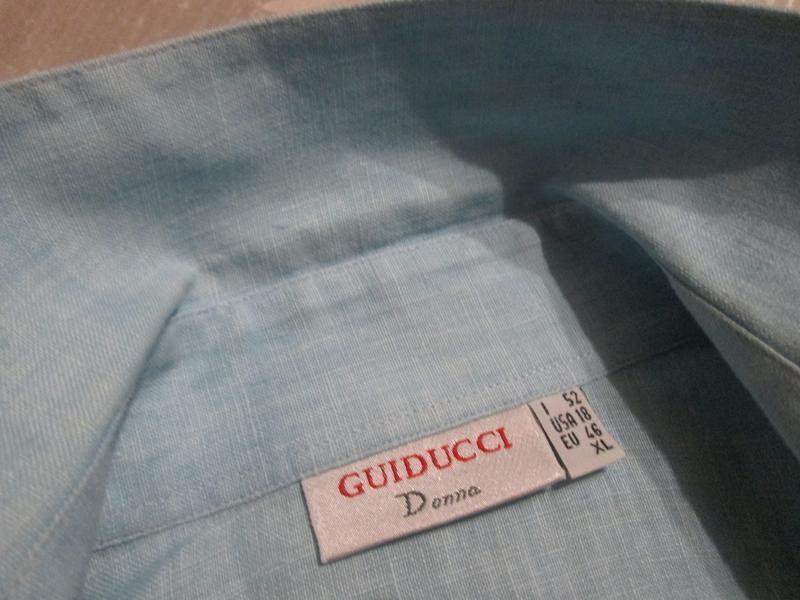 GUIDUCCI
Donna
I 52
USA 18
EU 46
XL